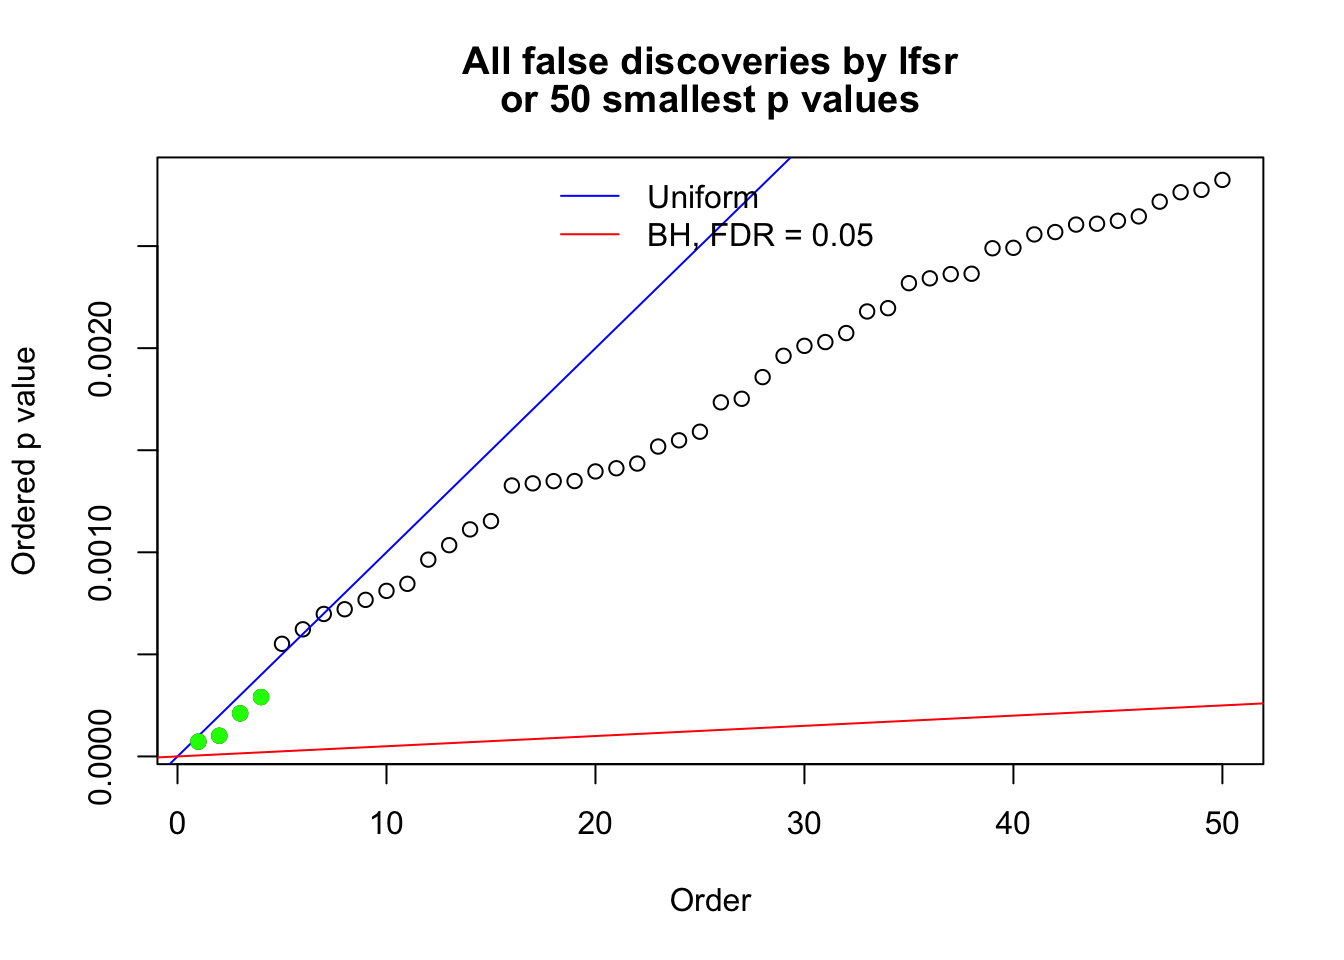 All false discoveries by lfsr
or 50 smallest p values
Uniform
BH, FDR = 0.05
Ordered p value
0.0020
0.0010
0.0000
0 10 20 30 40 50
Order